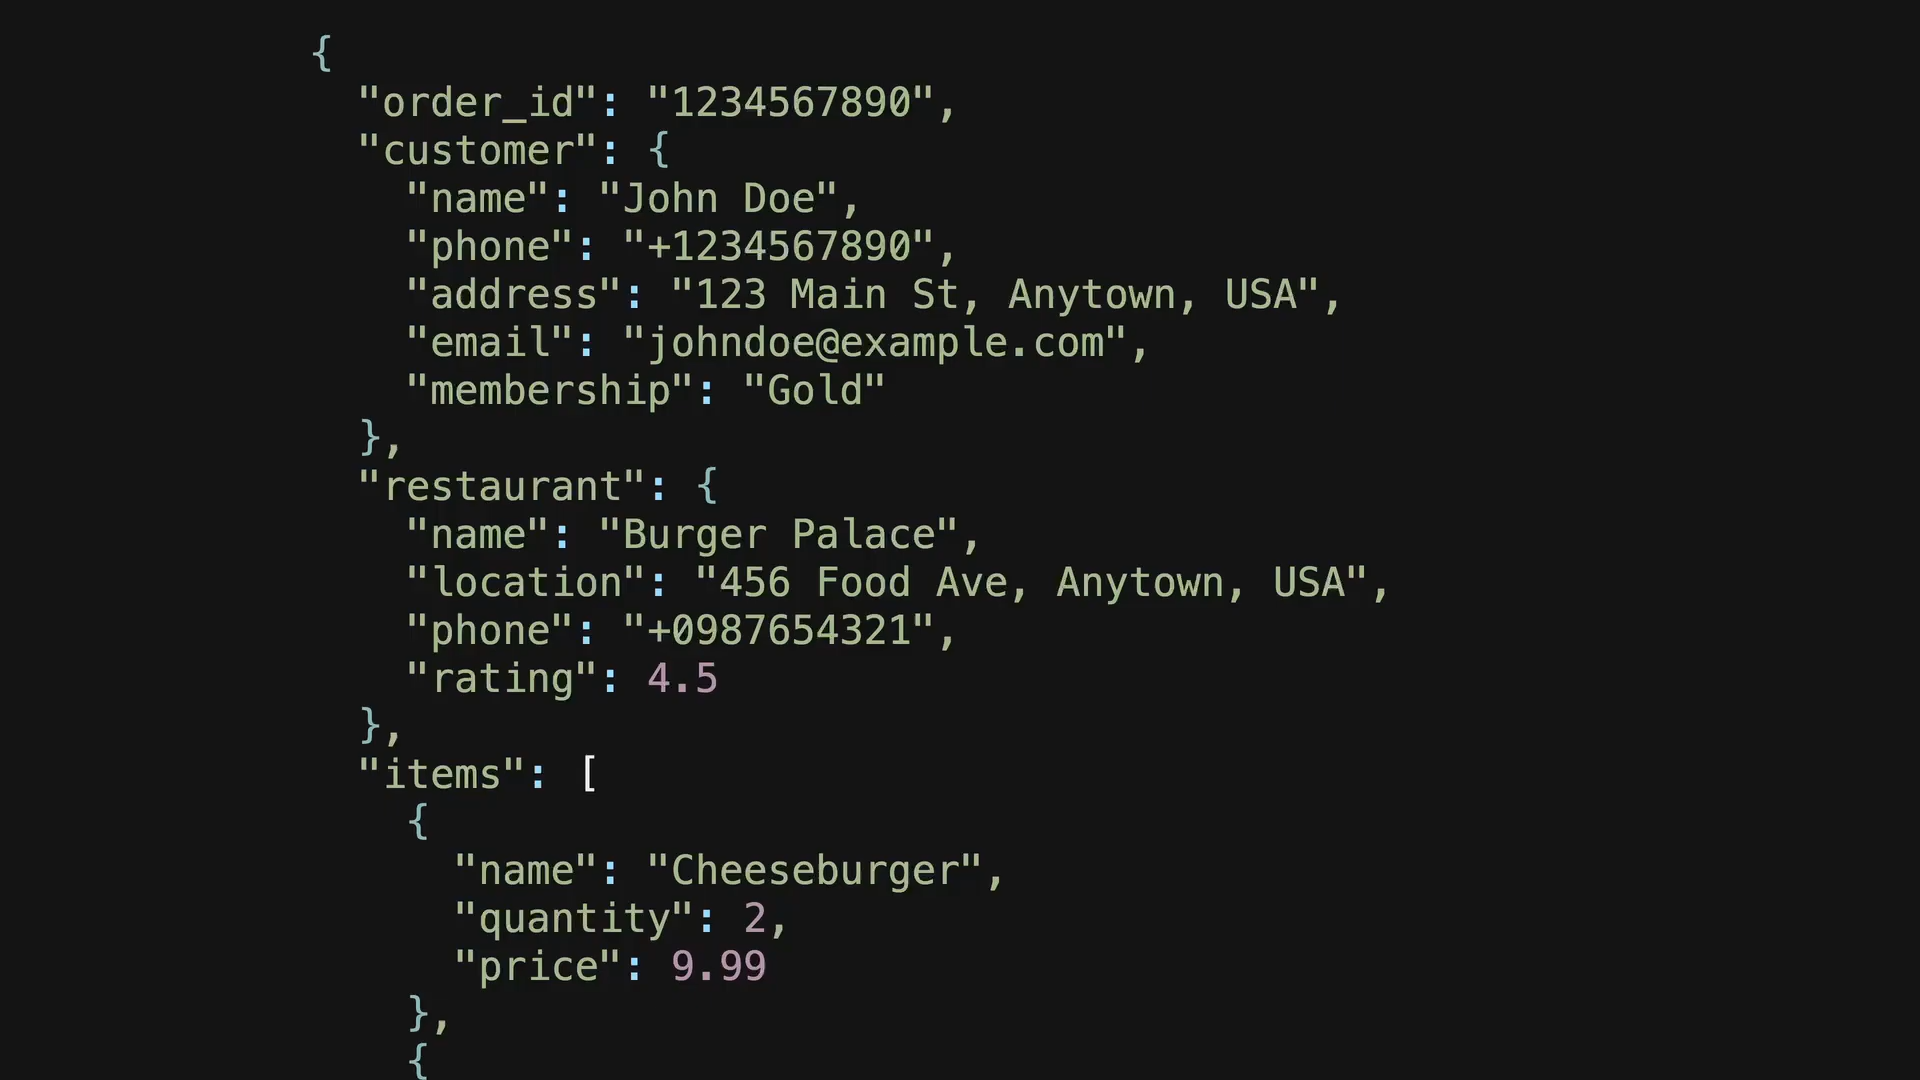 {
  "order_id": "1234567890",
  "customer": {
    "name": "John Doe",
    "phone": "+1234567890",
    "address": "123 Main St, Anytown, USA",
    "email": "johndoe@example.com",
    "membership": "Gold"
  },
  "restaurant": {
    "name": "Burger Palace",
    "location": "456 Food Ave, Anytown, USA",
    "phone": "+0987654321",
    "rating": 4.5
  },
  "items": [
    {
      "name": "Cheeseburger",
      "quantity": 2,
      "price": 9.99
    },
    {